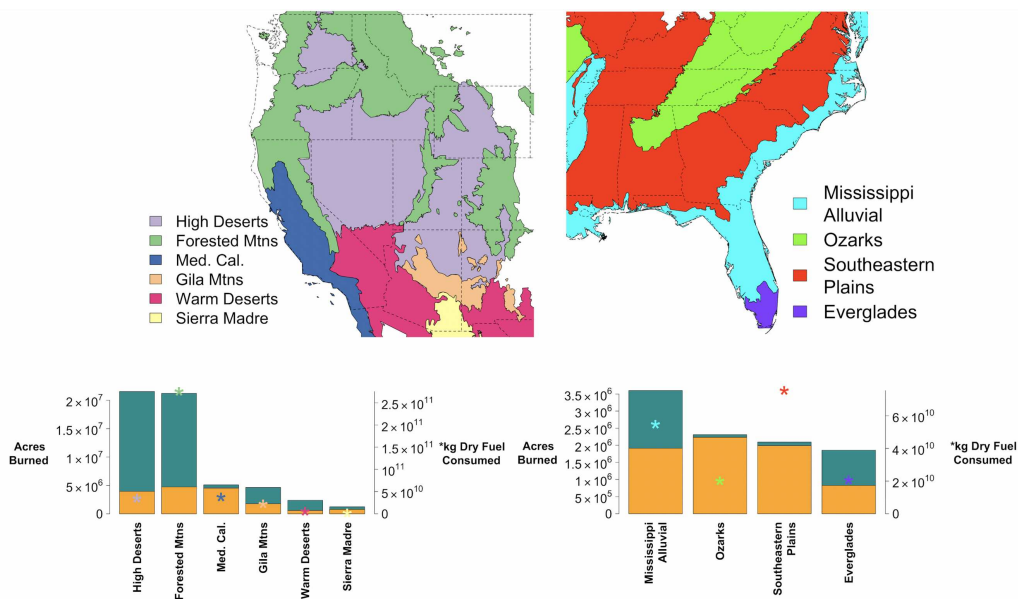 High Deserts
Forested Mtns
Med. Cal.
Gila Mtns
Warm Deserts
Sierra Madre
Mississippi
Alluvial
Ozarks
Southeastern
Plains
Everglades
Acres
Burned
2 × 10⁷
1.5 × 10⁷
10⁷
5 × 10⁶
0
2.5 × 10¹¹
2 × 10¹¹
1.5 × 10¹¹
10¹¹
5 × 10¹⁰
0
*kg Dry Fuel
Consumed
High Deserts
Forested Mtns
Med. Cal.
Gila Mtns
Warm Deserts
Sierra Madre
Acres
Burned
3.5 × 10⁶
3 × 10⁶
2.5 × 10⁶
2 × 10⁶
1.5 × 10⁶
1 × 10⁶
5 × 10⁵
0
6 × 10¹⁰
4 × 10¹⁰
2 × 10¹⁰
0
*kg Dry Fuel
Consumed
Mississippi
Alluvial
Ozarks
Southeastern
Plains
Everglades